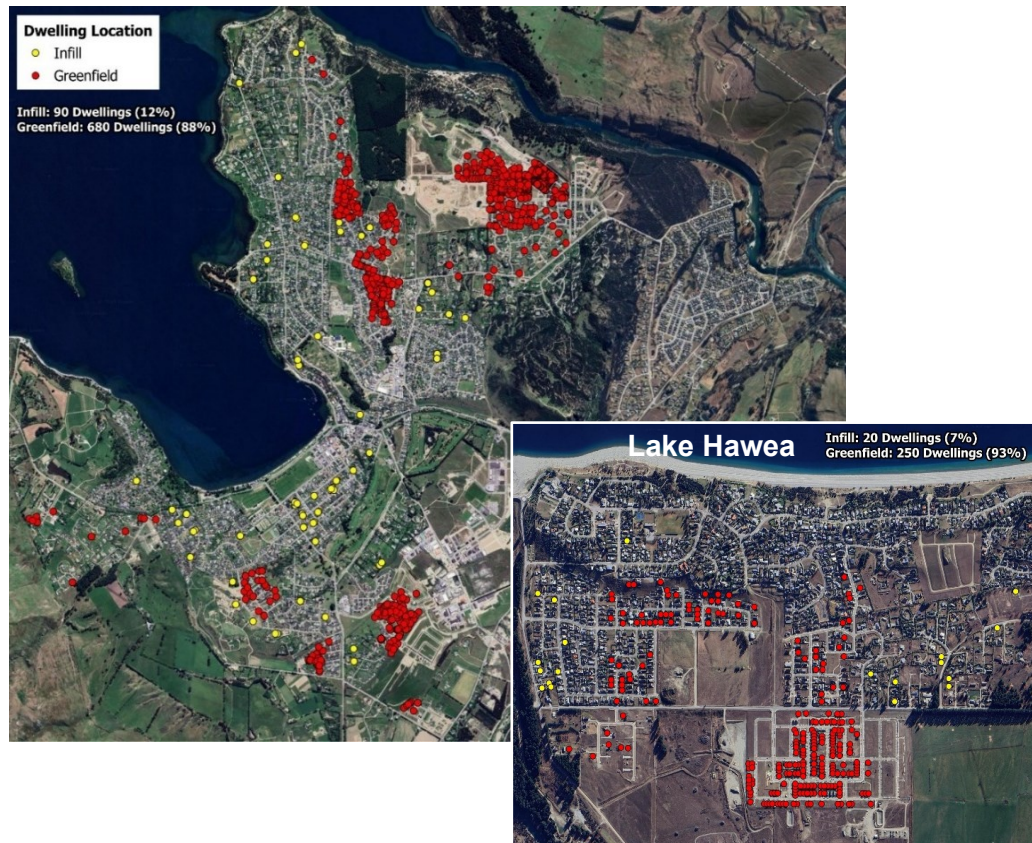 Dwelling Location
Infill
Greenfield
Infill: 90 Dwellings (12%)
Greenfield: 680 Dwellings (88%)
Lake Hawea
Infill: 20 Dwellings (7%)
Greenfield: 250 Dwellings (93%)